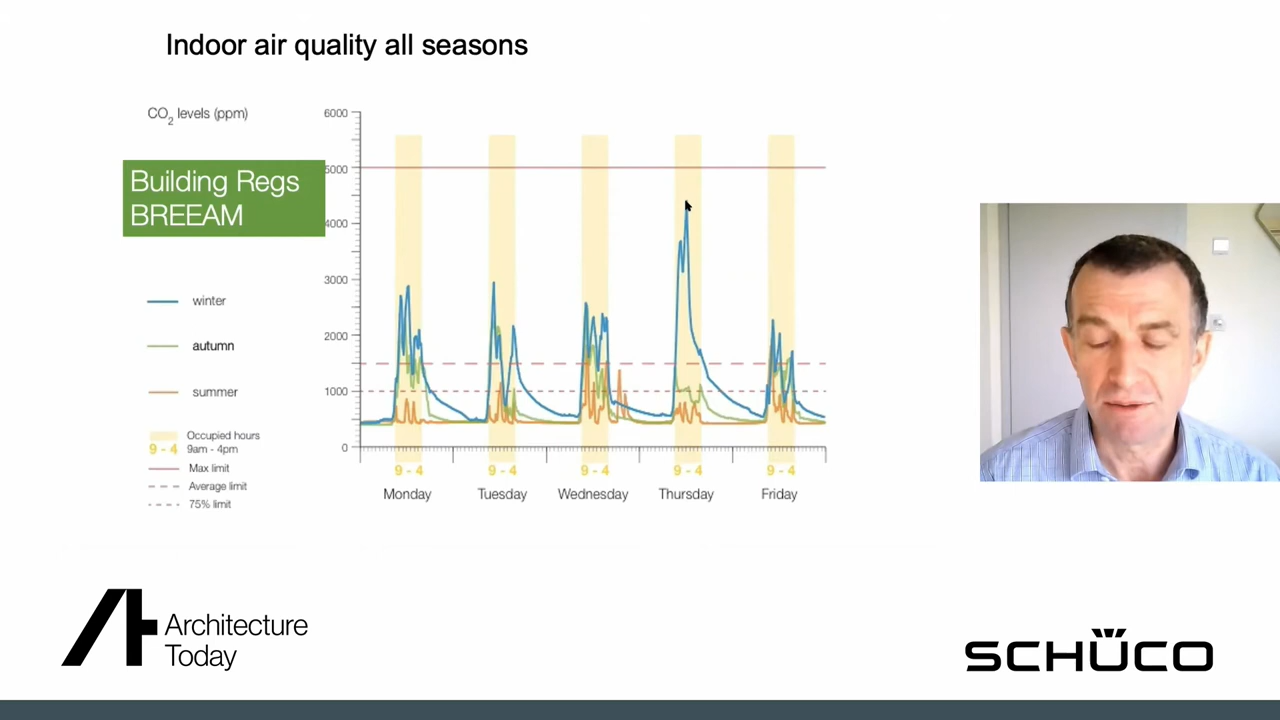 Indoor air quality all seasons
CO2 levels (ppm)
6000
5000
4000
3000
2000
1000
0
Building Regs
BREEAM
winter
autumn
summer
Occupied hours
9 - 4 9am - 4pm
Max limit
Average limit
75% limit
9 - 4 9 - 4 9 - 4 9 - 4 9 - 4
Monday Tuesday Wednesday Thursday Friday
Architecture
Today
SCHÜCO